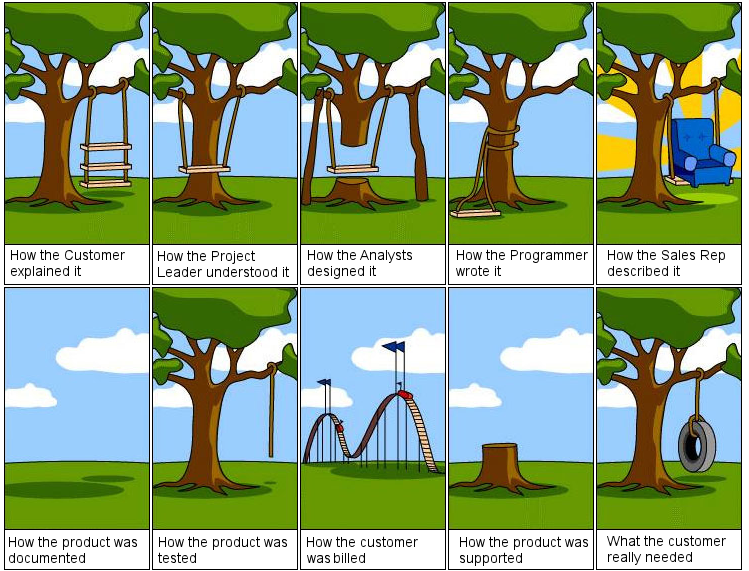 How the Customer
explained it
How the Project
Leader understood it
How the Analysts
designed it
How the Programmer
wrote it
How the Sales Rep
described it
How the product was
documented
How the product was
tested
How the customer
was billed
How the product was
supported
What the customer
really needed